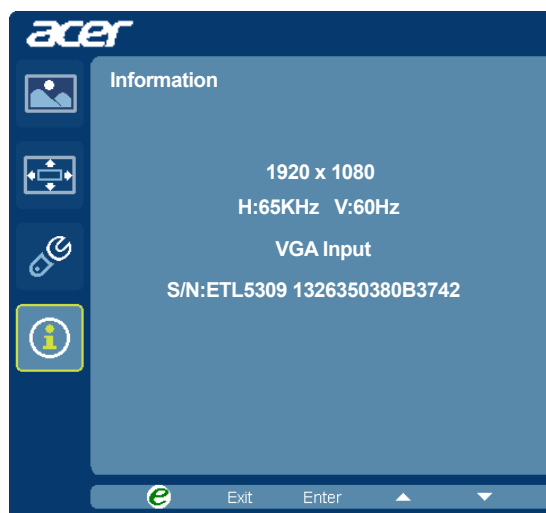 acer
Information
1920 x 1080
H:65KHz V:60Hz
VGA Input
S/N:ETL5309 1326350380B3742
e Exit Enter